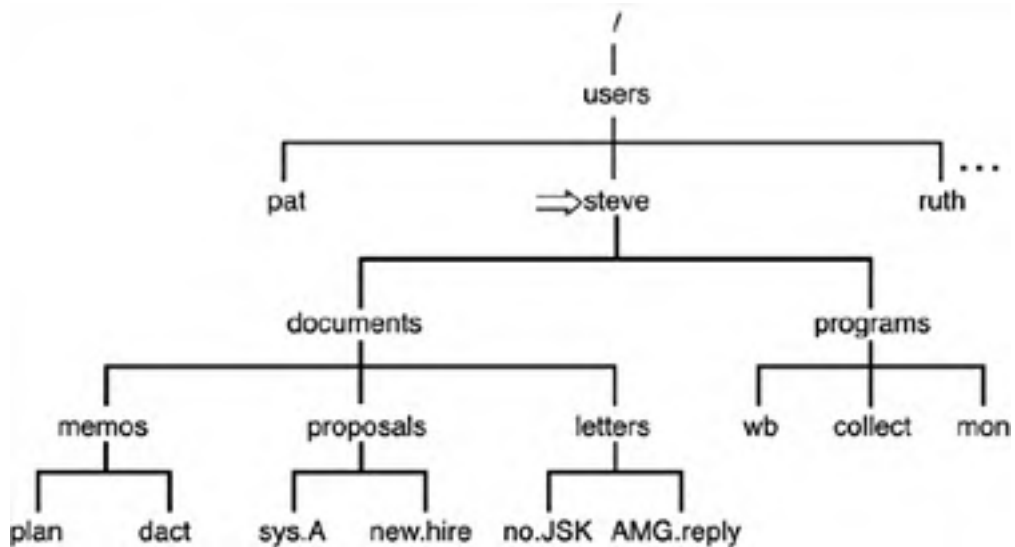 /
users
pat steve ruth ...
documents programs
memos proposals letters wb collect mon
plan dact sys.A new.hire no.JSK AMG.reply